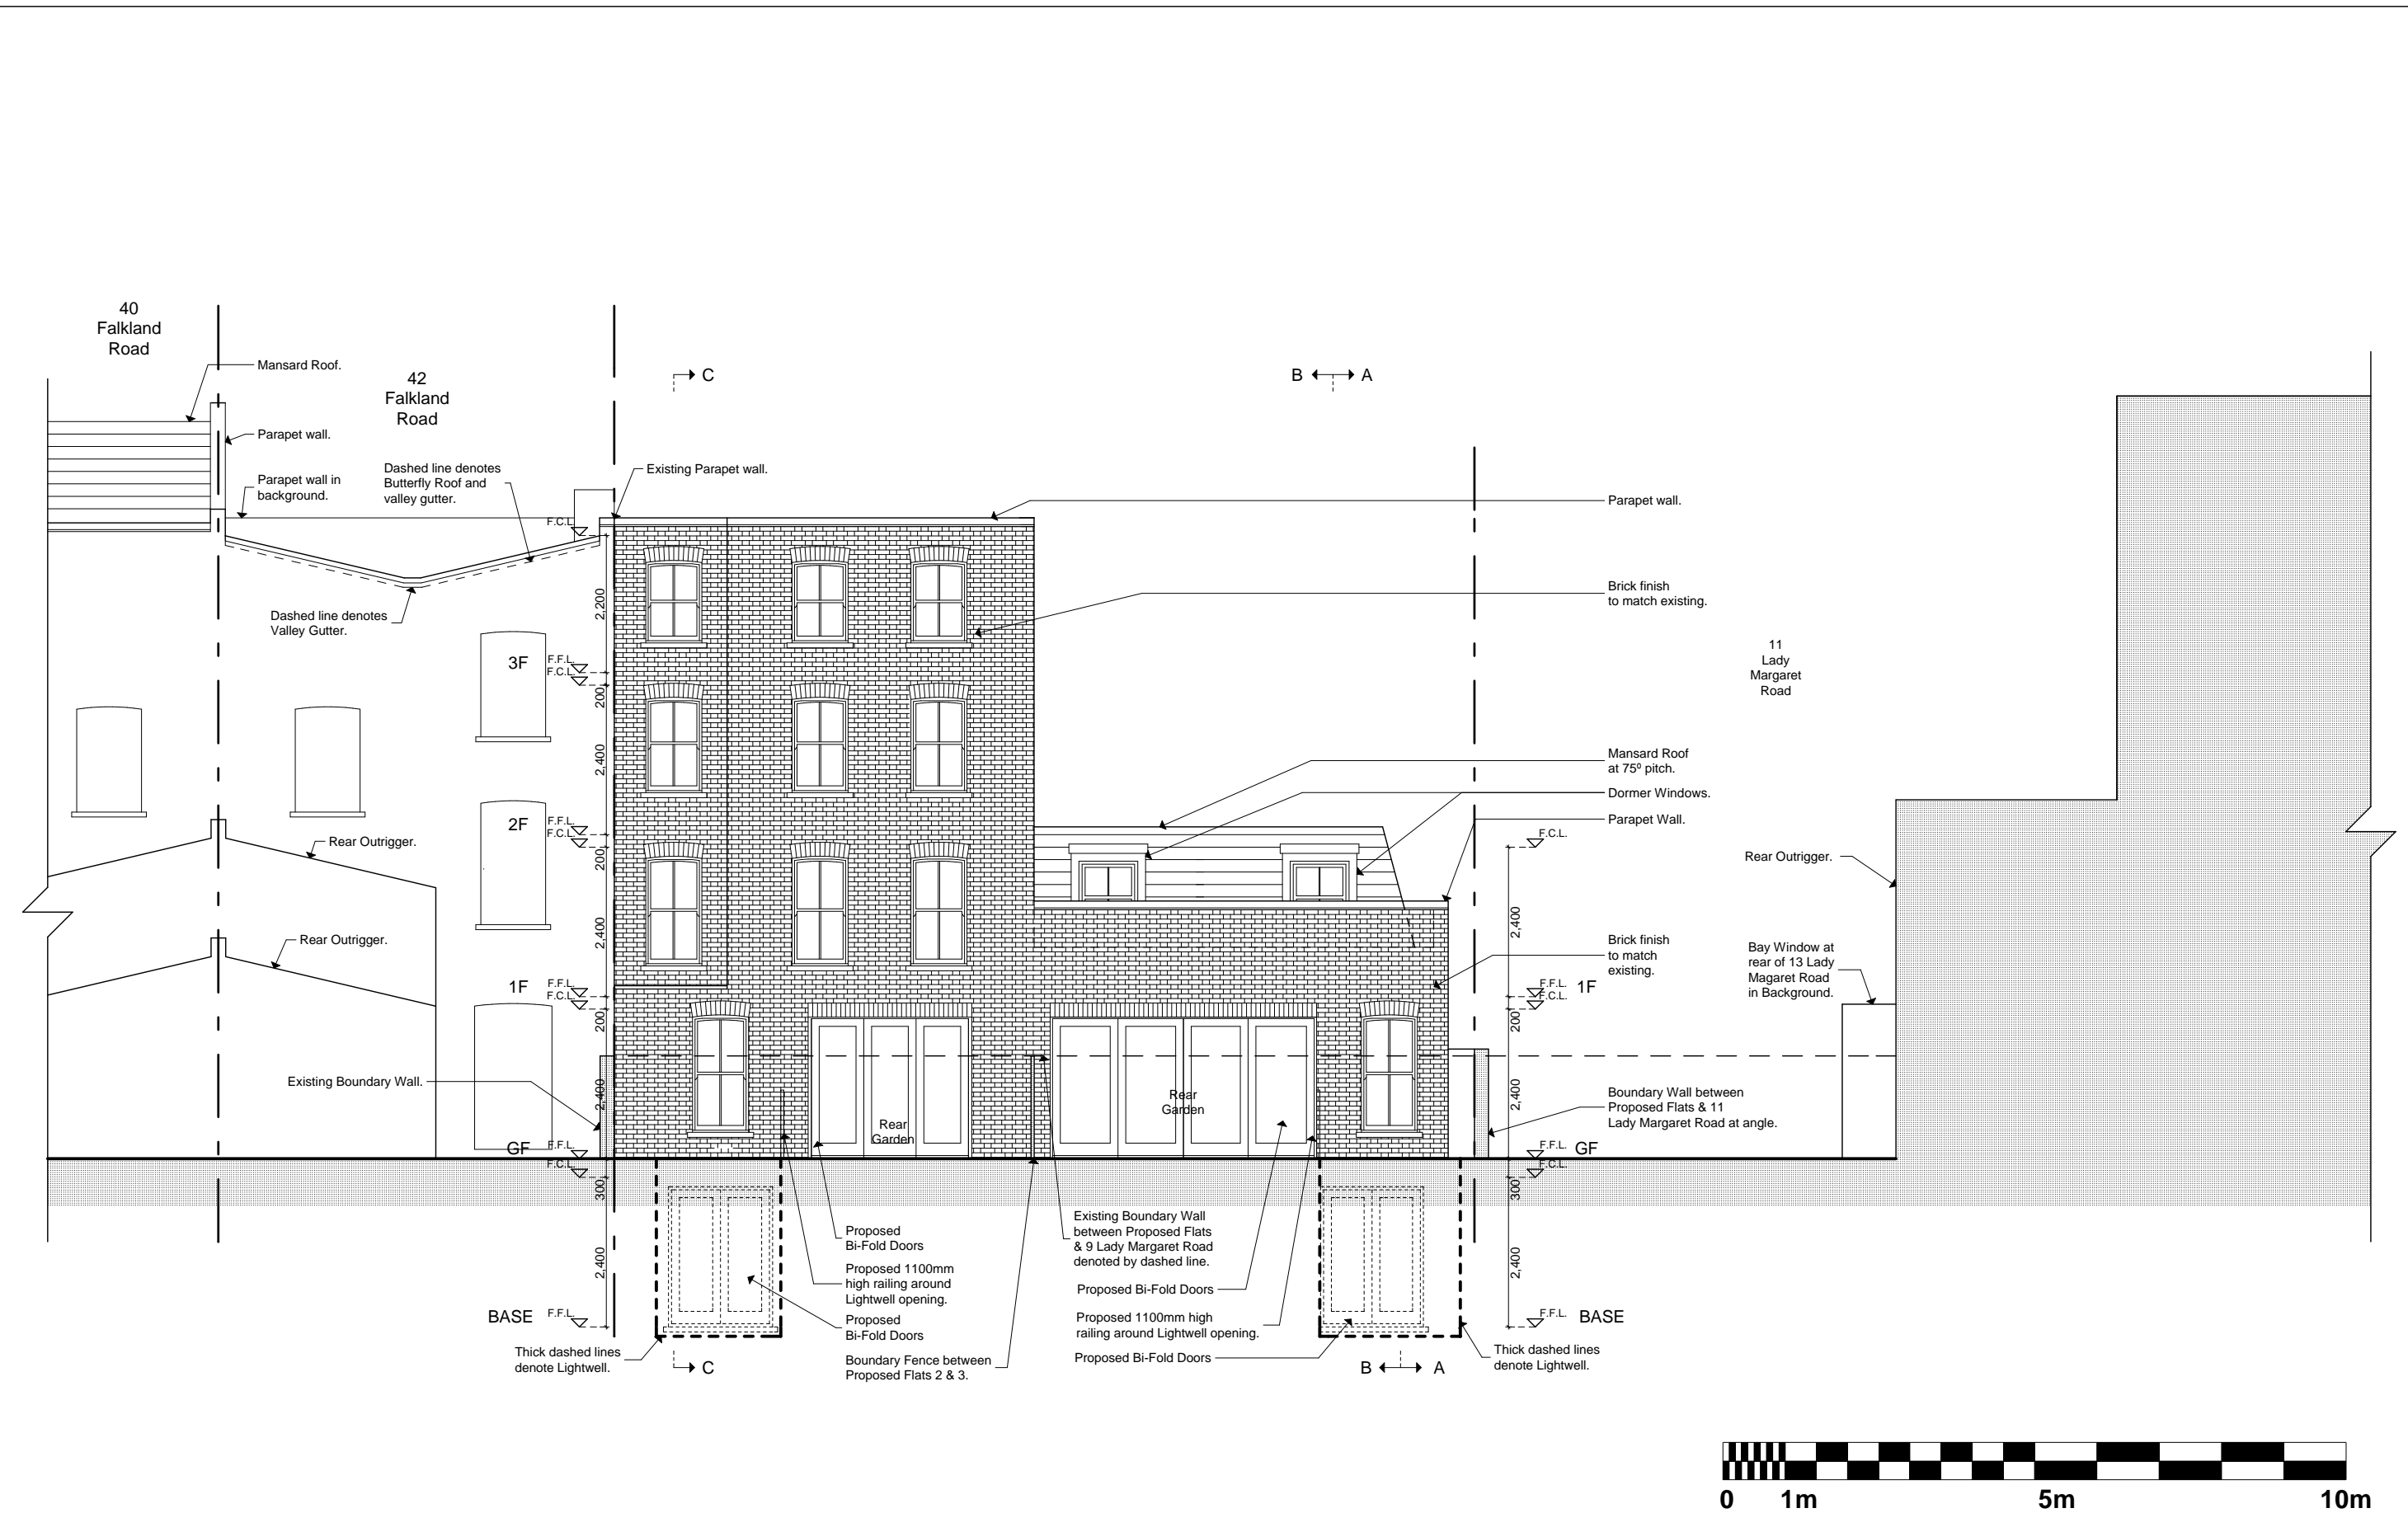 40
Falkland
Road
Mansard Roof.
42
Falkland
Road
C
B
A
Parapet wall.
Parapet wall in
background.
Dashed line denotes
Butterfly Roof and
valley gutter.
Existing Parapet wall.
Parapet wall.
F.C.L.
Brick finish
to match existing.
2,200
Dashed line denotes
Valley Gutter.
11
Lady
Margaret
Road
3F
F.F.L.
F.C.L.
200
2,400
Mansard Roof
at 75º pitch.
Dormer Windows.
Parapet Wall.
2F
F.F.L.
F.C.L.
200
F.C.L.
Rear Outrigger.
Rear Outrigger.
2,400
2,400
Rear Outrigger.
Brick finish
to match
existing.
Bay Window at
rear of 13 Lady
Magaret Road
in Background.
1F
F.F.L.
F.C.L.
200
F.F.L.
F.C.L.
1F
200
Existing Boundary Wall.
2,400
Rear
Garden
Rear
Garden
2,400
Boundary Wall between
Proposed Flats & 11
Lady Margaret Road at angle.
GF
F.F.L.
F.C.L.
300
F.F.L.
F.C.L.
GF
300
Proposed
Bi-Fold Doors
Existing Boundary Wall
between Proposed Flats
& 9 Lady Margaret Road
denoted by dashed line.
2,400
2,400
Proposed 1100mm
high railing around
Lightwell opening.
Proposed Bi-Fold Doors
BASE
F.F.L.
Proposed
Bi-Fold Doors
Proposed 1100mm high
railing around Lightwell opening.
F.F.L.
BASE
Thick dashed lines
denote Lightwell.
C
Boundary Fence between
Proposed Flats 2 & 3.
Proposed Bi-Fold Doors
B
A
Thick dashed lines
denote Lightwell.
0
1m
5m
10m